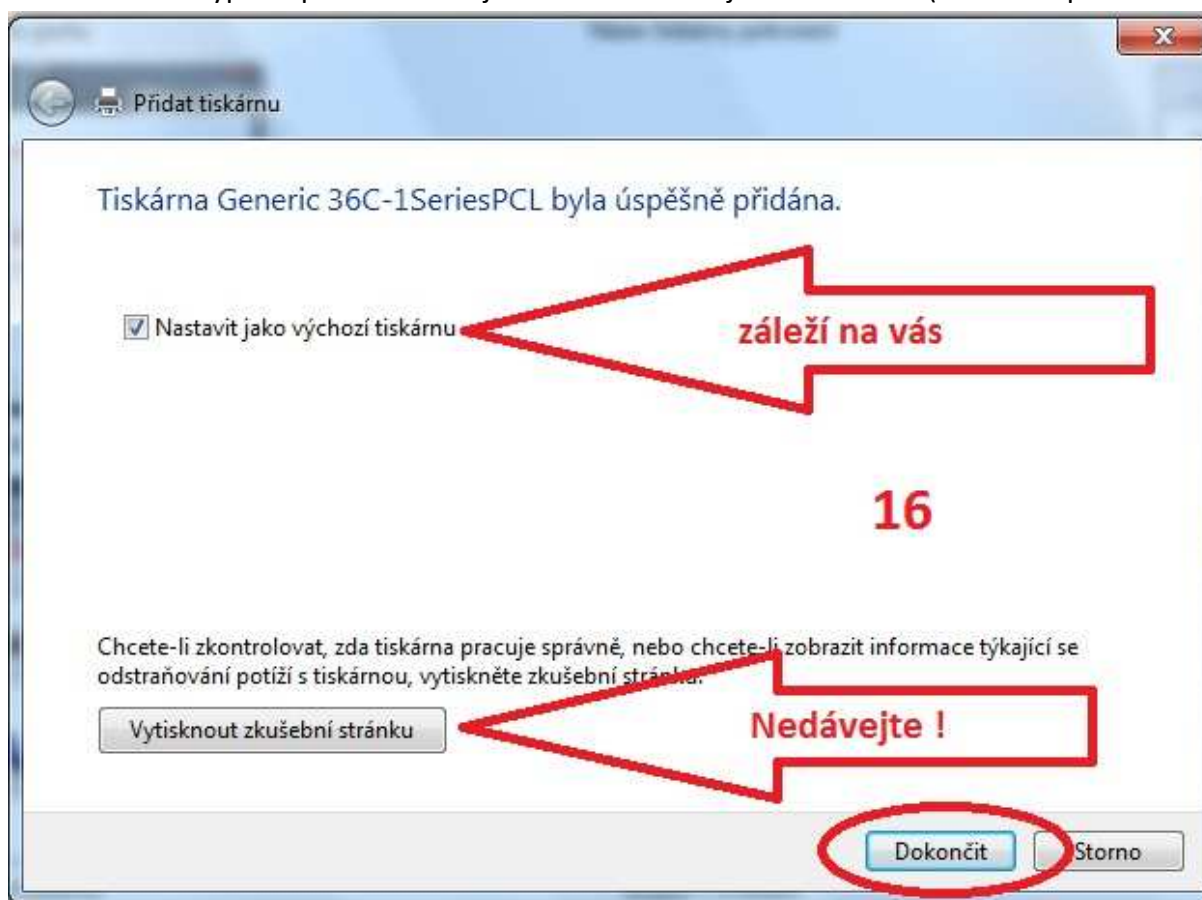 Přidat tiskárnu
Tiskárna Generic 36C-1SeriesPCL byla úspěšně přidána.
Nastavit jako výchozí tiskárnu
záleží na vás
16
Chcete-li zkontrolovat, zda tiskárna pracuje správně, nebo chcete-li zobrazit informace týkající se
odstraňování potíží s tiskárnou, vytiskněte zkušební stránku.
Vytisknout zkušební stránku
Nedávejte !
Dokončit
Storno